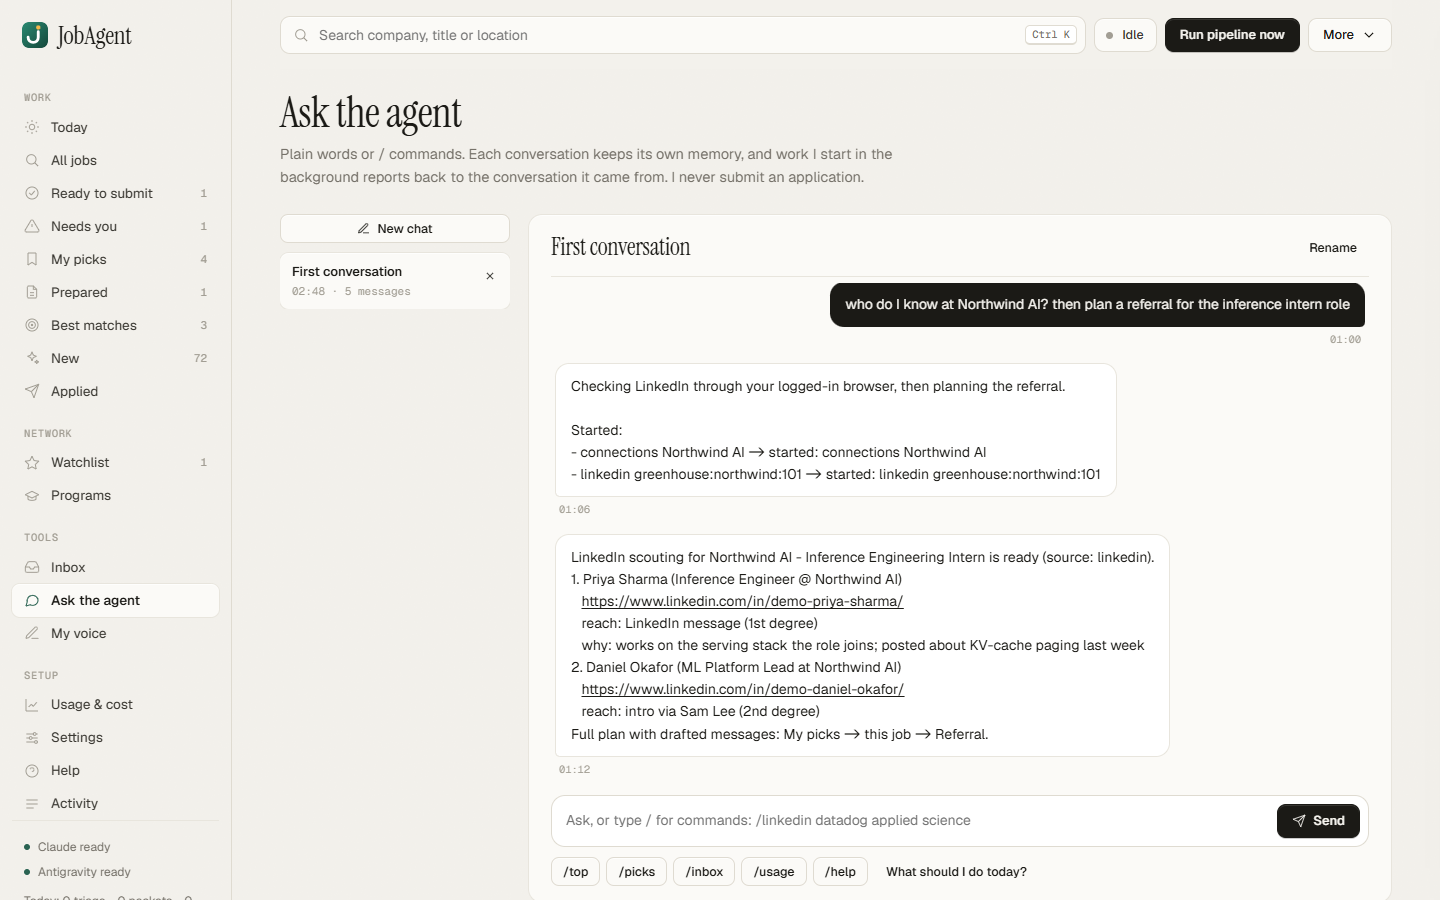 JobAgent
Search company, title or location
Ctrl K
Idle
Run pipeline now
More
WORK
Today
All jobs
Ready to submit 1
Needs you 1
My picks 4
Prepared 1
Best matches 3
New 72
Applied
NETWORK
Watchlist 1
Programs
TOOLS
Inbox
Ask the agent
My voice
SETUP
Usage & cost
Settings
Help
Activity
Claude ready
Antigravity ready
Ask the agent
Plain words or / commands. Each conversation keeps its own memory, and work I start in the
background reports back to the conversation it came from. I never submit an application.
New chat
First conversation
02:48 · 5 messages
First conversation
Rename
who do I know at Northwind AI? then plan a referral for the inference intern role
01:00
Checking LinkedIn through your logged-in browser, then planning the referral.
Started:
- connections Northwind AI → started: connections Northwind AI
- linkedin greenhouse:northwind:101 → started: linkedin greenhouse:northwind:101
01:06
LinkedIn scouting for Northwind AI - Inference Engineering Intern is ready (source: linkedin).
1. Priya Sharma (Inference Engineer @ Northwind AI)
https://www.linkedin.com/in/demo-priya-sharma/
reach: LinkedIn message (1st degree)
why: works on the serving stack the role joins; posted about KV-cache paging last week
2. Daniel Okafor (ML Platform Lead at Northwind AI)
https://www.linkedin.com/in/demo-daniel-okafor/
reach: intro via Sam Lee (2nd degree)
Full plan with drafted messages: My picks → this job → Referral.
01:12
Ask, or type / for commands: /linkedin datadog applied science
Send
/top
/picks
/inbox
/usage
/help
What should I do today?